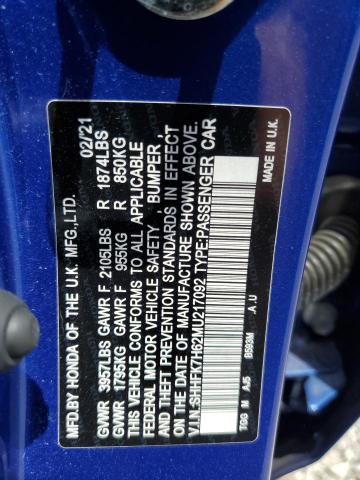 MFD.BY HONDA OF THE U.K. MFG.,LTD. 02/21
GVWR 3957LBS GAWR F 2105LBS R 1874LBS
GVWR 1795KG GAWR F 955KG R 850KG
THIS VEHICLE CONFORMS TO ALL APPLICABLE
FEDERAL MOTOR VEHICLE SAFETY , BUMPER,
AND THEFT PREVENTION STANDARDS IN EFFECT
ON THE DATE OF MANUFACTURE SHOWN ABOVE.
V.I.N.:SHHFK7H62MU217092 TYPE:PASSENGER CAR
A . U MADE IN U.K.
TGG M AJ5 B593M